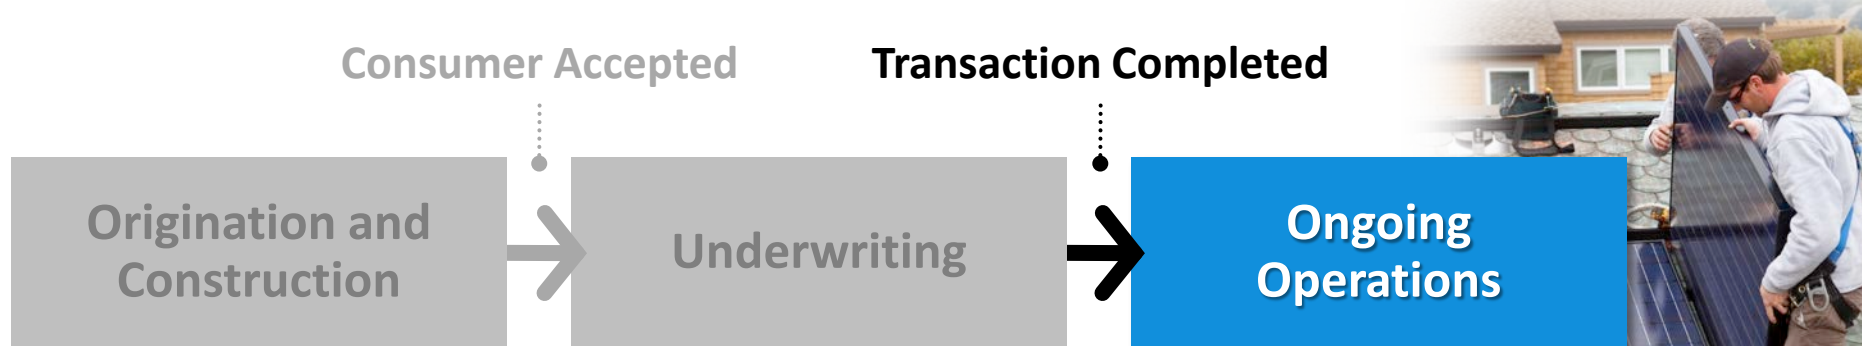 Consumer Accepted
Transaction Completed
Origination and
Construction
Underwriting
Ongoing
Operations